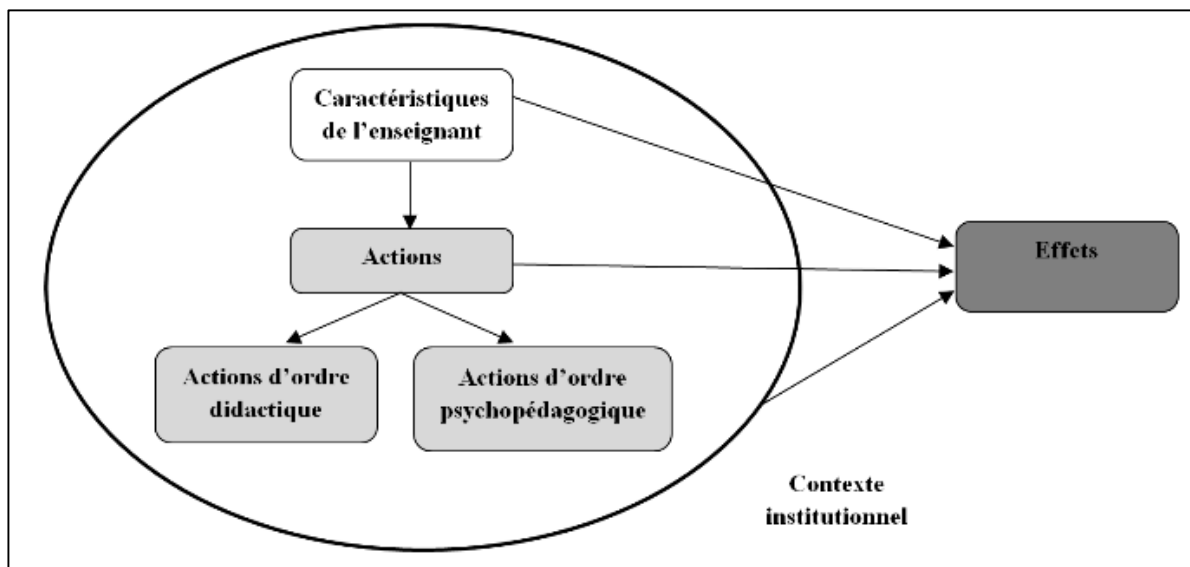 Caractéristiques
de l'enseignant
Actions
Effets
Actions d'ordre
didactique
Actions d'ordre
psychopédagogique
Contexte
institutionnel